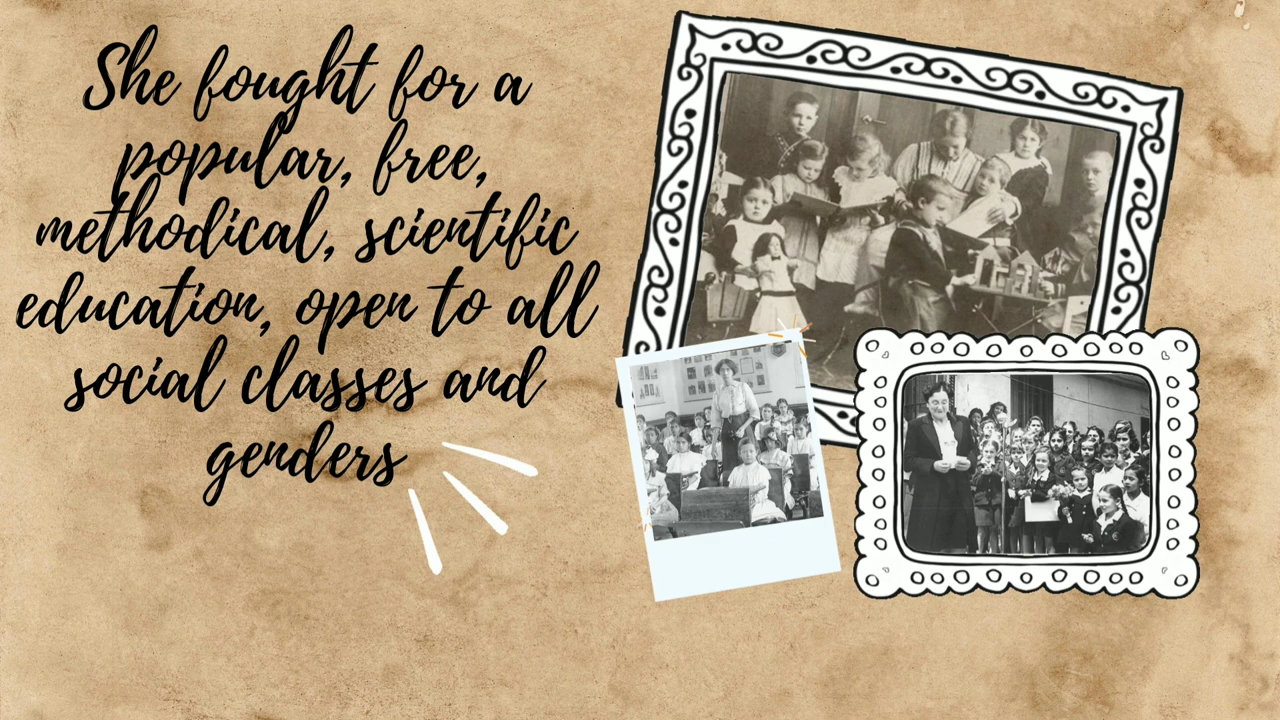 She fought for a
popular, free,
methodical, scientific
education, open to all
social classes and
genders